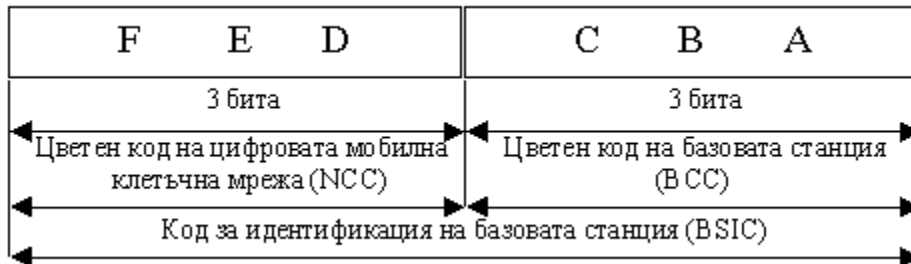 F E D C B A
3 бита 3 бита
Цветен код на цифровата мобилна Цветен код на базовата станция
клетъчна мрежа (NCC) (BCC)
Код за идентификация на базовата станция (BSIC)